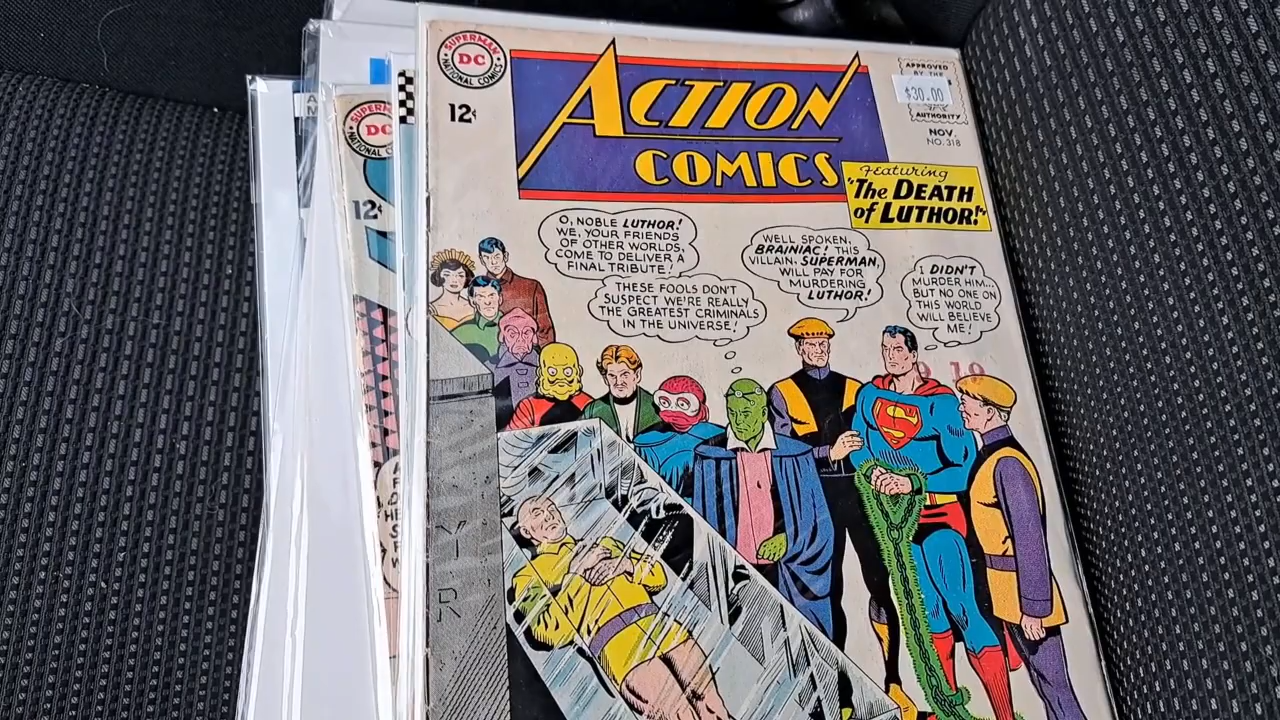 SUPERMAN
DC
NATIONAL COMICS
12¢
ACTION
COMICS
APPROVED
BY THE
$30.00
AUTHORITY
NOV.
NO. 318
Featuring
"The DEATH
of LUTHOR!"
O, NOBLE LUTHOR!
WE, YOUR FRIENDS
OF OTHER WORLDS,
COME TO DELIVER A
FINAL TRIBUTE!
THESE FOOLS DON'T
SUSPECT WE'RE REALLY
THE GREATEST CRIMINALS
IN THE UNIVERSE!
WELL SPOKEN,
BRAINIAC! THIS
VILLAIN, SUPERMAN,
WILL PAY FOR
MURDERING
LUTHOR!
I DIDN'T
MURDER HIM...
BUT NO ONE ON
THIS WORLD
WILL BELIEVE
ME!
S
DC
12¢